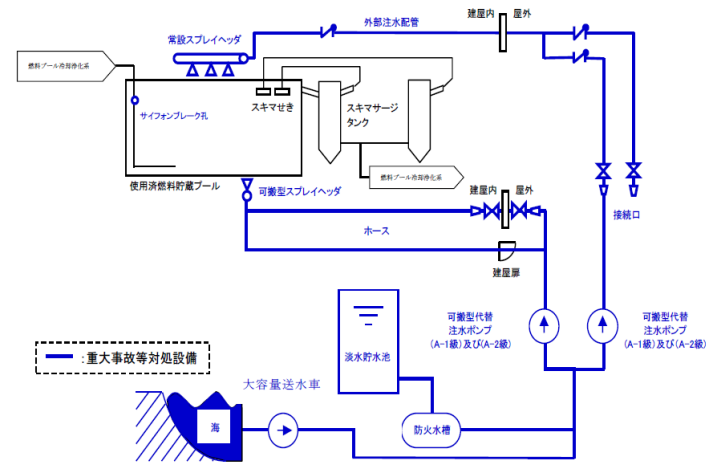 常設スプレイヘッダ
外部注水配管
建屋内
屋外
燃料プール冷却浄化系
サイフォンブレーク孔
スキマせき
スキマサージ
タンク
燃料プール冷却浄化系
使用済燃料貯蔵プール
可搬型スプレイヘッダ
建屋内
屋外
接続口
ホース
建屋扉
可搬型代替
注水ポンプ
(A-1級)及び(A-2級)
可搬型代替
注水ポンプ
(A-1級)及び(A-2級)
淡水貯水池
:重大事故等対処設備
大容量送水車
海
防火水槽